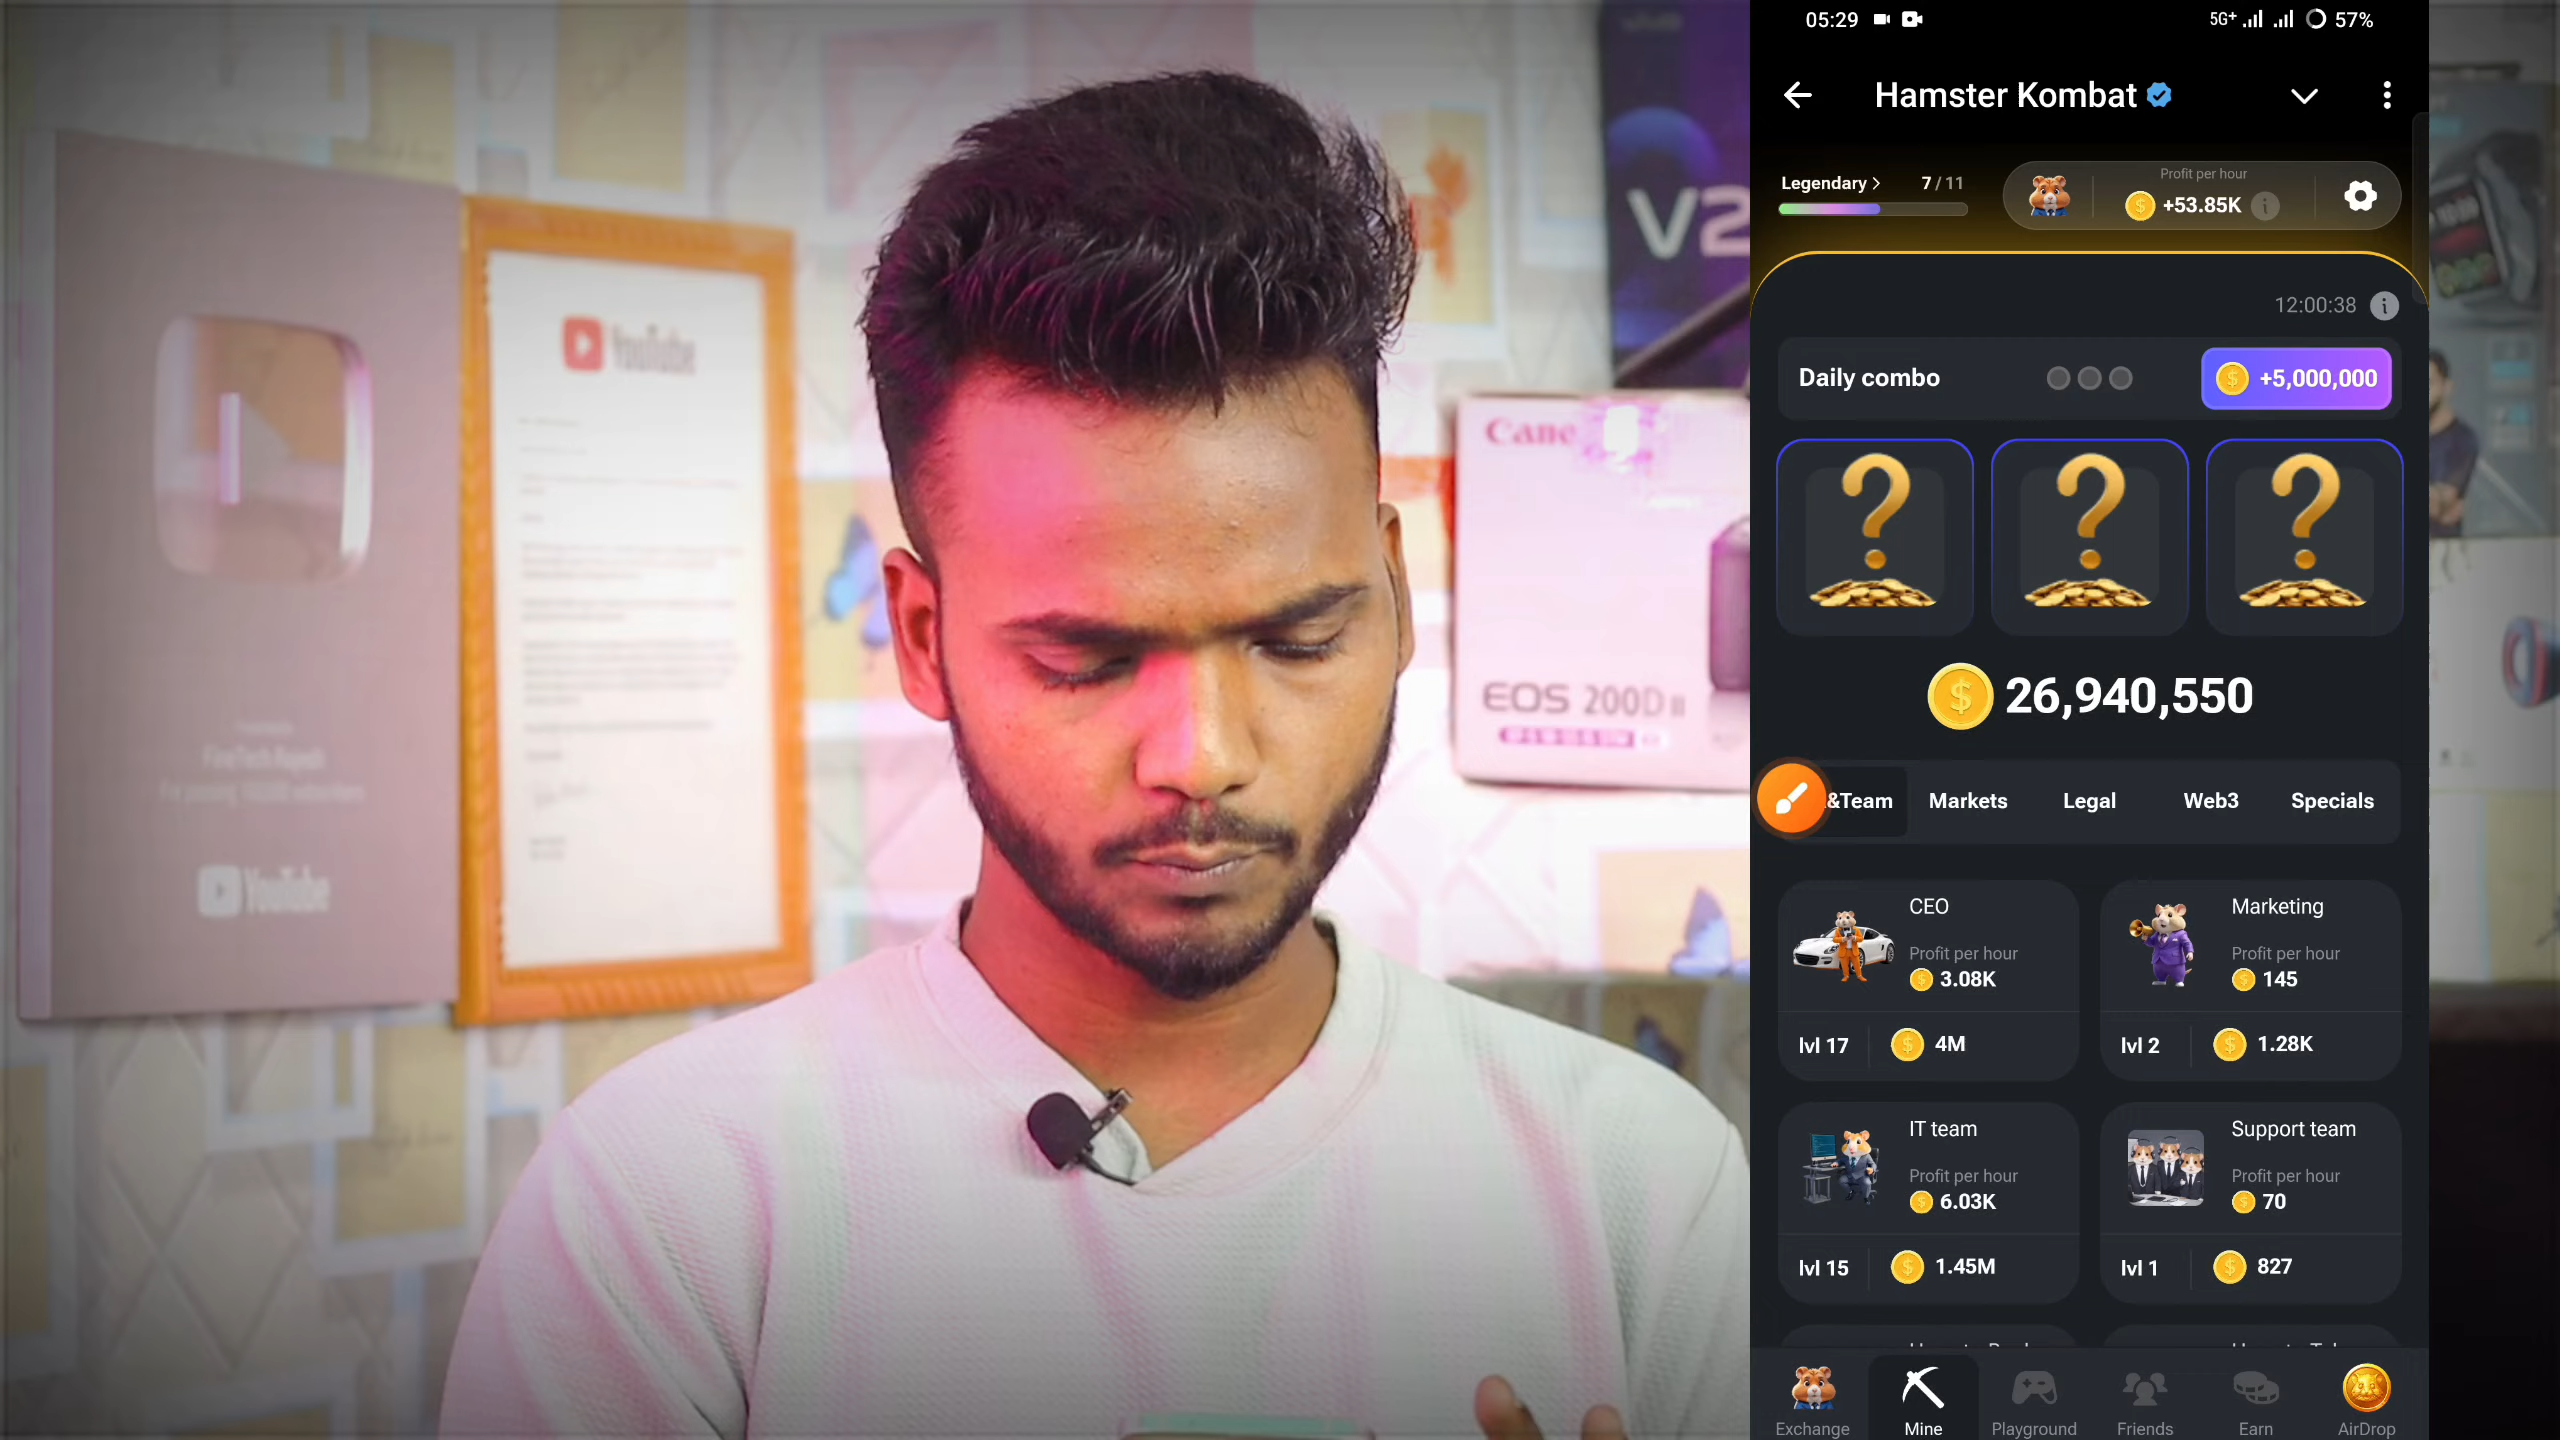 YouTube
FineTech Rajesh
YouTube
V2
EOS 200D II
05:29
5G+
57%
Hamster Kombat
Legendary >
7 / 11
Profit per hour
+53.85K
12:00:38
Daily combo
+5,000,000
26,940,550
&Team
Markets
Legal
Web3
Specials
CEO
Profit per hour
3.08K
lvl 17
4M
Marketing
Profit per hour
145
lvl 2
1.28K
IT team
Profit per hour
6.03K
lvl 15
1.45M
Support team
Profit per hour
70
lvl 1
827
Exchange
Mine
Playground
Friends
Earn
AirDrop